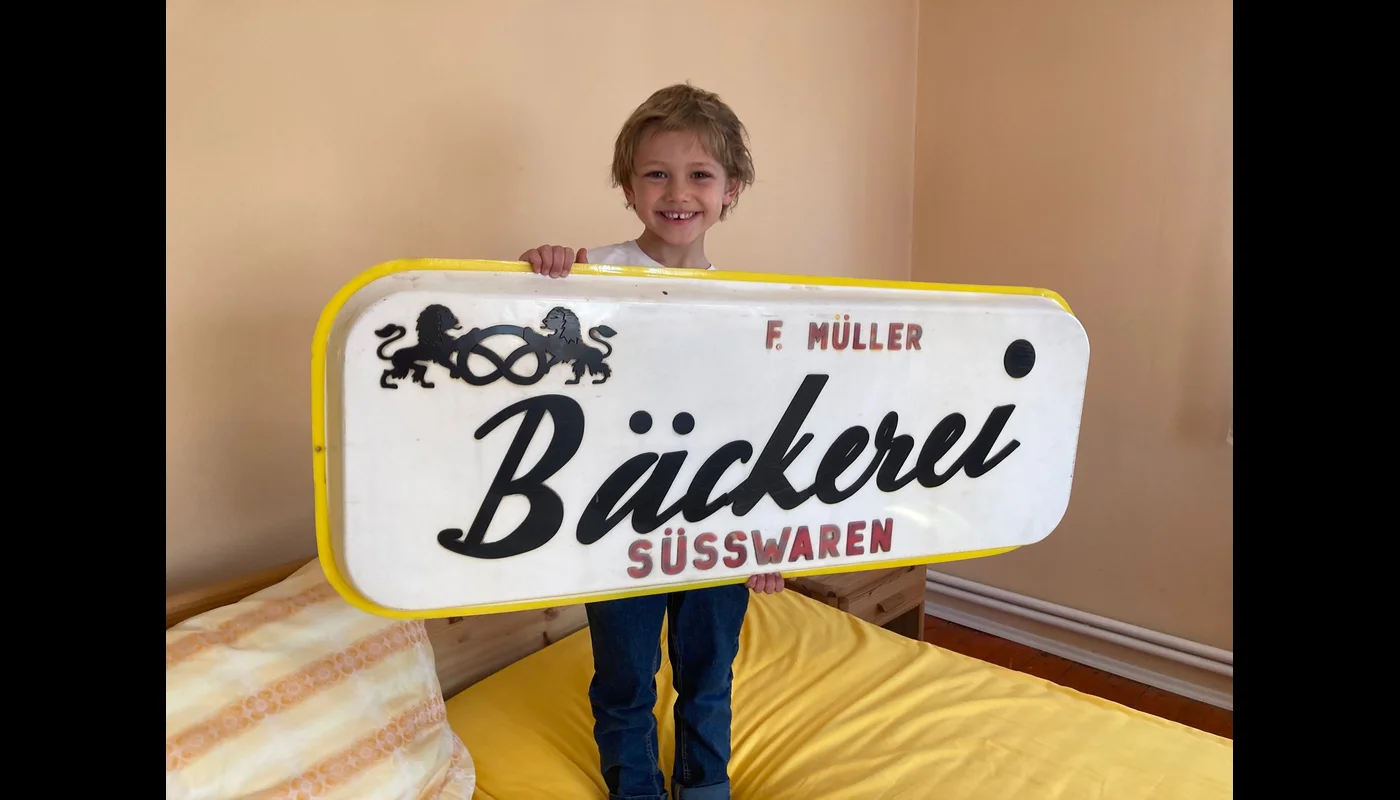 F. MÜLLER
Bäckerei
SÜSSWAREN